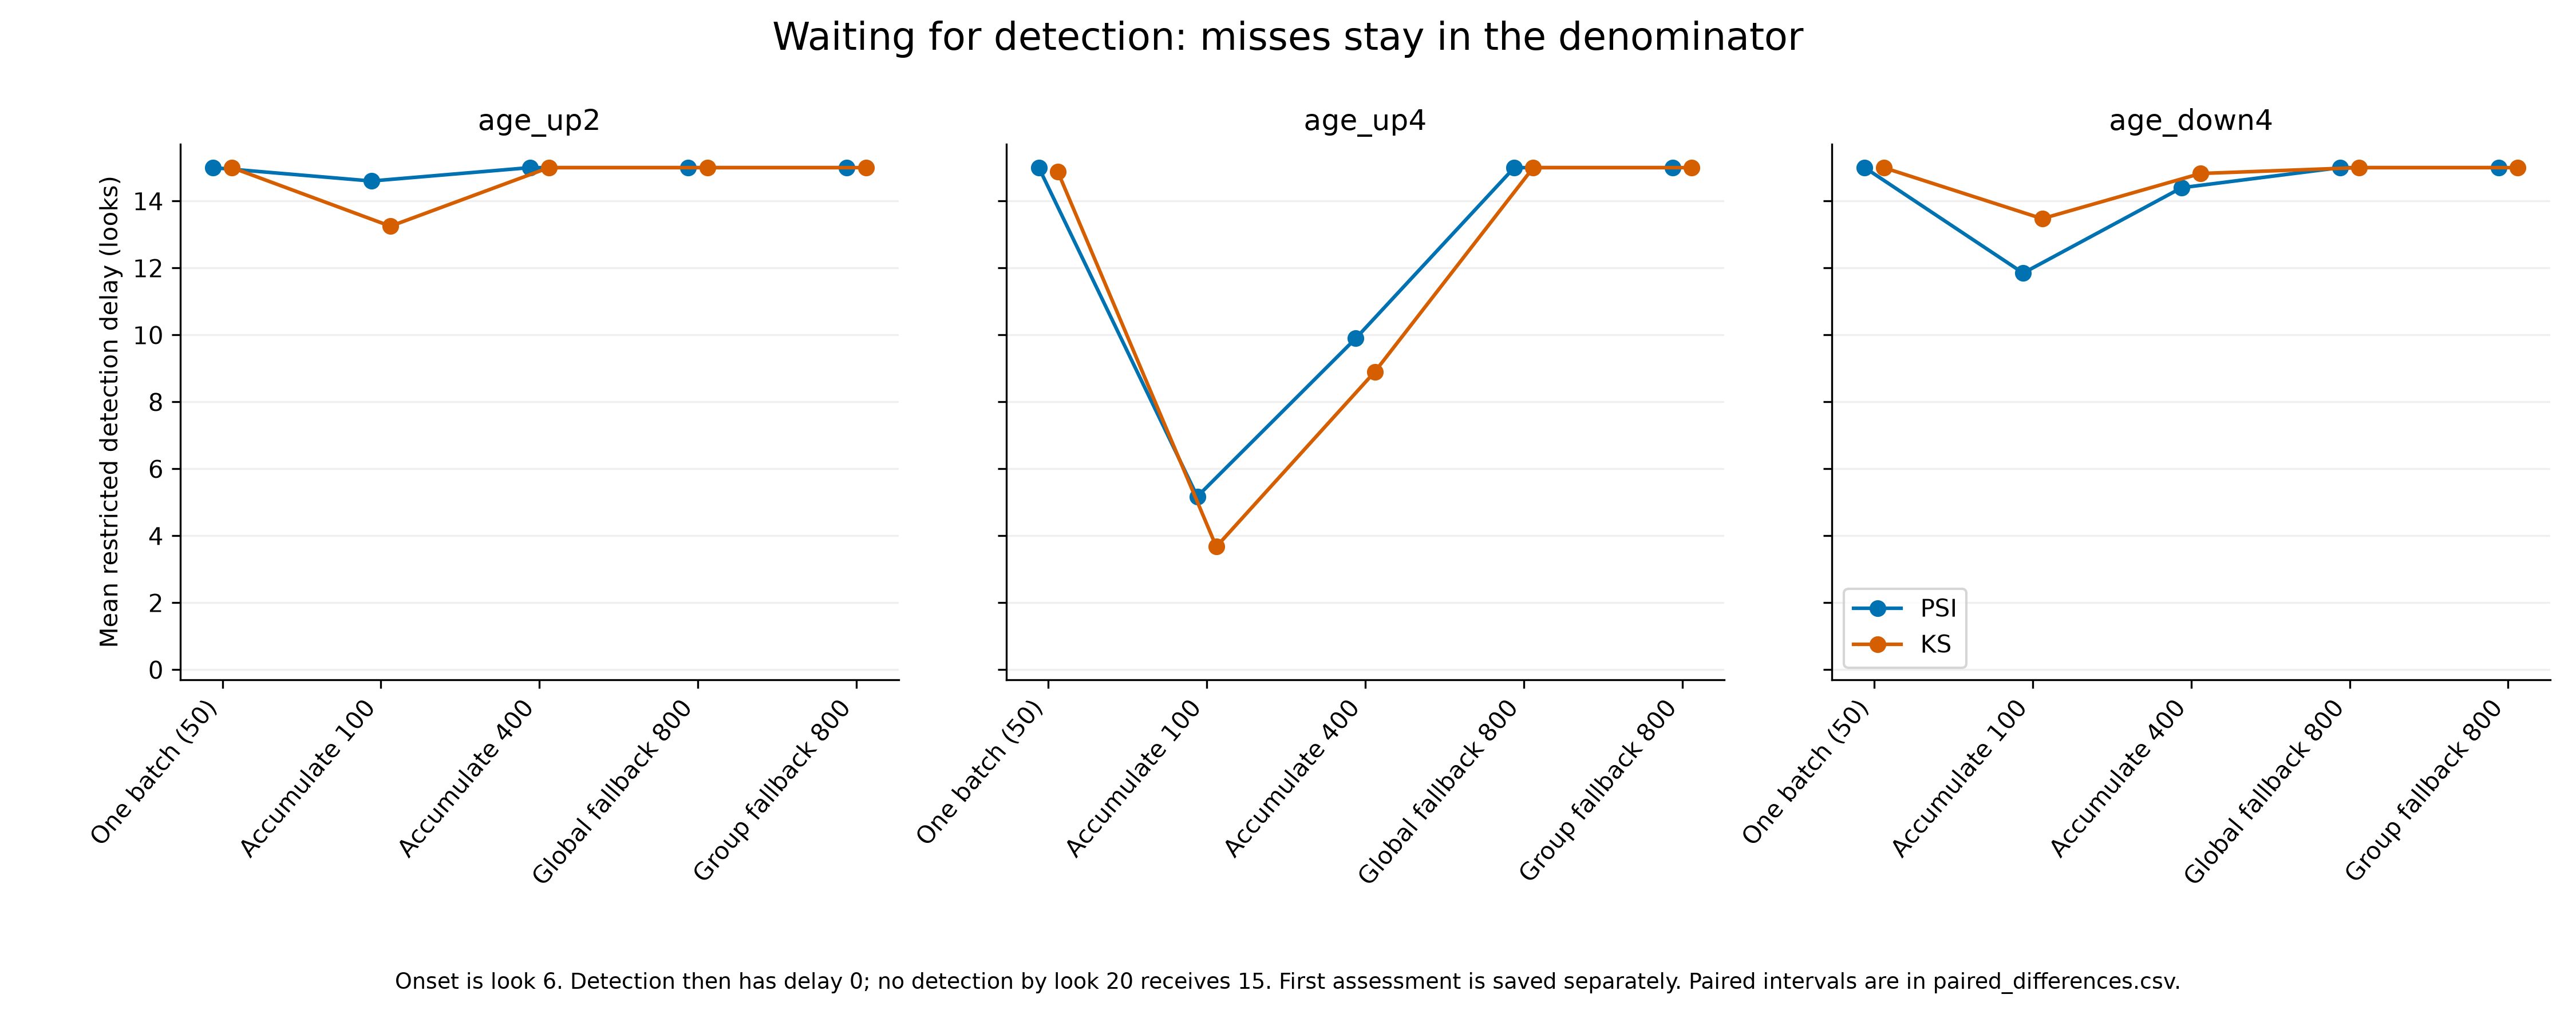 Waiting for detection: misses stay in the denominator
age_up2
age_up4
age_down4
Mean restricted detection delay (looks)
14
12
10
8
6
4
2
0
PSI
KS
One batch (50)
Accumulate 100
Accumulate 400
Global fallback 800
Group fallback 800
One batch (50)
Accumulate 100
Accumulate 400
Global fallback 800
Group fallback 800
One batch (50)
Accumulate 100
Accumulate 400
Global fallback 800
Group fallback 800
Onset is look 6. Detection then has delay 0; no detection by look 20 receives 15. First assessment is saved separately. Paired intervals are in paired_differences.csv.